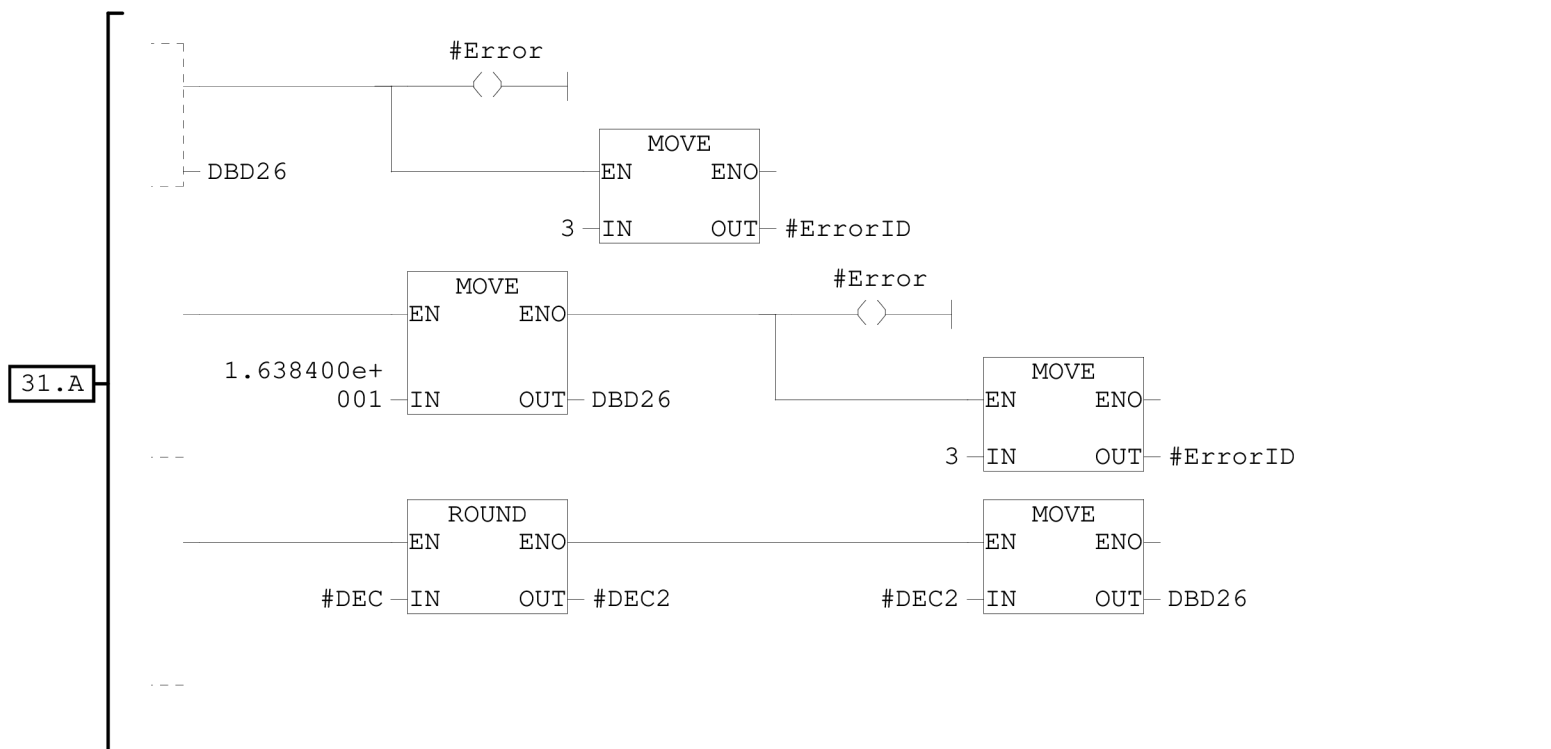 #Error
MOVE
DBD26
EN ENO
3 IN OUT #ErrorID
#Error
MOVE
EN ENO
1.638400e+
MOVE
31.A
001 IN OUT DBD26
EN ENO
3 IN OUT #ErrorID
ROUND MOVE
EN ENO EN ENO
#DEC IN OUT #DEC2 #DEC2 IN OUT DBD26